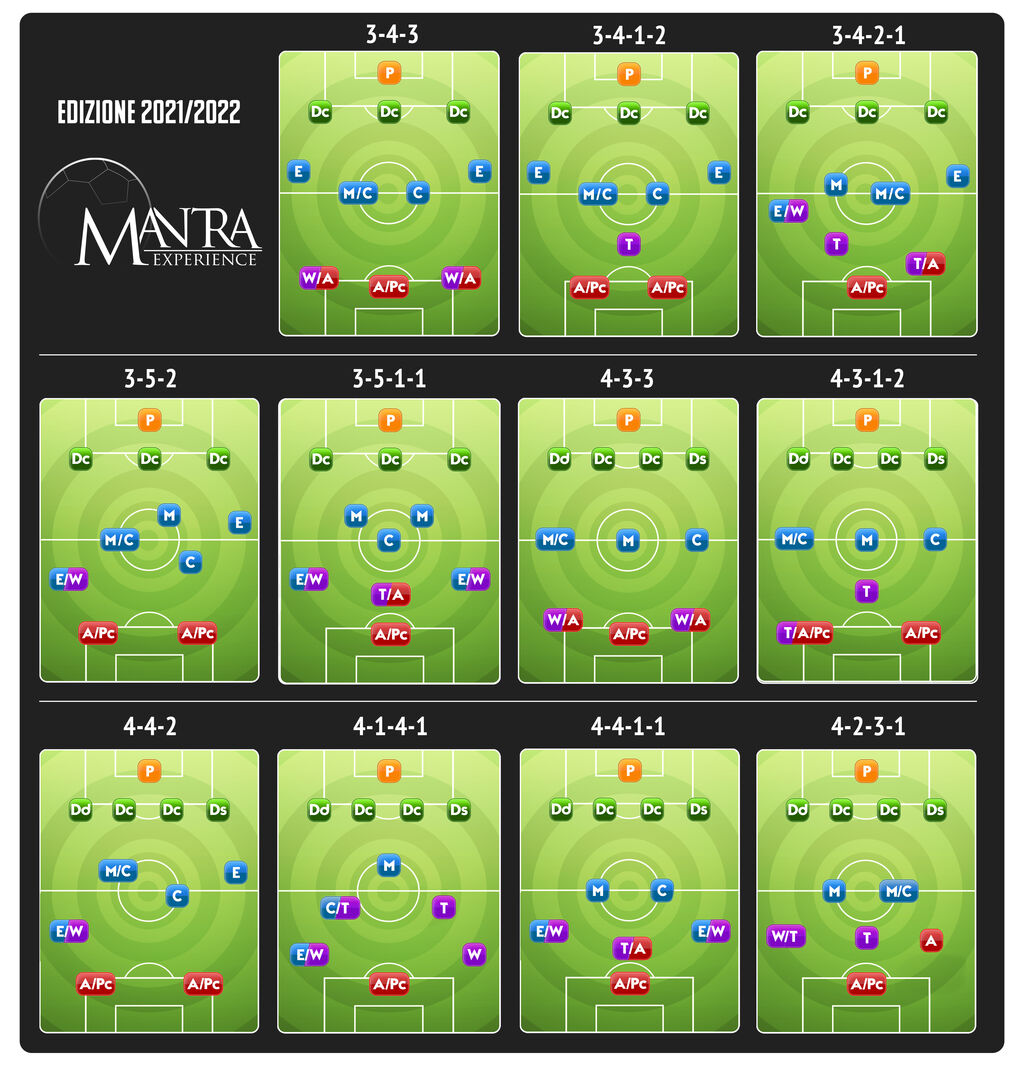 3-4-3
3-4-1-2
3-4-2-1
EDIZIONE 2021/2022
MANTRA
EXPERIENCE
P
Dc Dc Dc
E E
M/C C
W/A W/A
A/Pc
P
Dc Dc Dc
E E
M/C C
T
A/Pc A/Pc
P
Dc Dc Dc
M E
M/C
E/W
T
T/A
A/Pc
3-5-2
3-5-1-1
4-3-3
4-3-1-2
P
Dc Dc Dc
M E
M/C
C
E/W
A/Pc A/Pc
P
Dc Dc Dc
M M
C
E/W E/W
T/A
A/Pc
P
Dd Dc Dc Ds
M/C M C
W/A W/A
A/Pc
P
Dd Dc Dc Ds
M/C M C
T
T/A/Pc A/Pc
4-4-2
4-1-4-1
4-4-1-1
4-2-3-1
P
Dd Dc Dc Ds
M/C E
C
E/W
A/Pc A/Pc
P
Dd Dc Dc Ds
M
C/T T
E/W W
A/Pc
P
Dd Dc Dc Ds
M C
E/W E/W
T/A
A/Pc
P
Dd Dc Dc Ds
M M/C
W/T T A
A/Pc